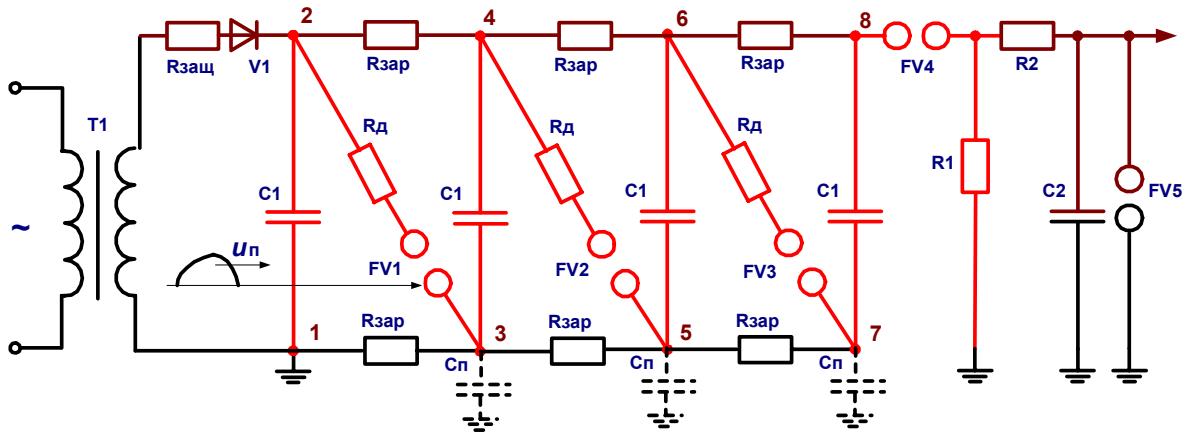 2 4 6 8
Rзащ V1 Rзар Rзар Rзар FV4 R2
T1 Rд Rд Rд
C1 C1 C1 C1 R1 C2 FV5
~ uп FV1 FV2 FV3
1 Rзар 3 Rзар 5 Rзар 7
Cп Cп Cп